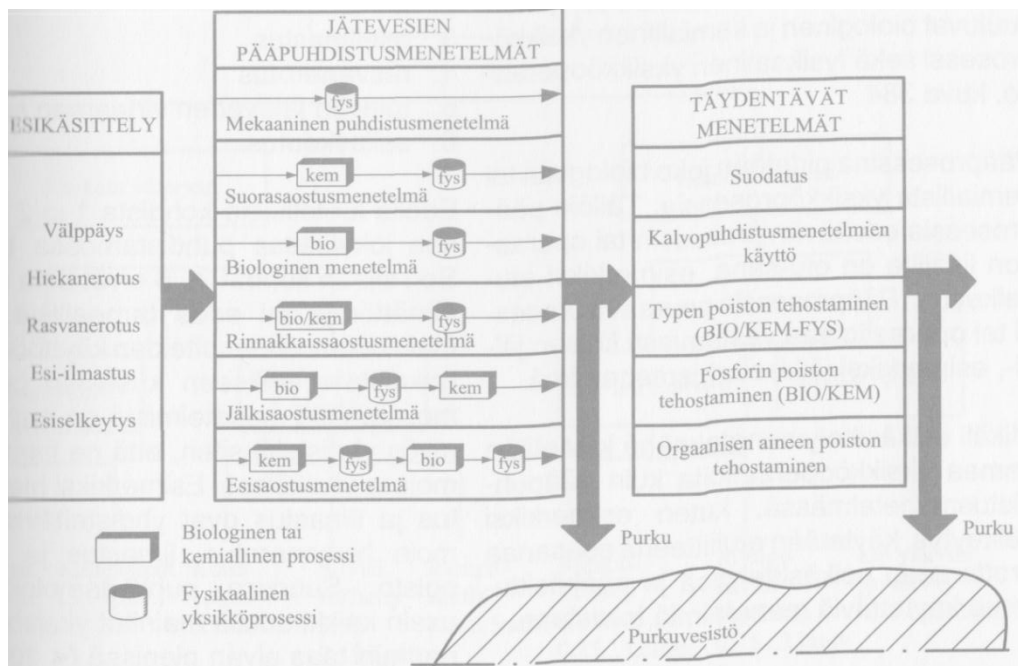 JÄTEVESIEN
PÄÄPUHDISTUSMENETELMÄT
fys
Mekaaninen puhdistusmenetelmä
kem fys
Suorasaostusmenetelmä
bio fys
Biologinen menetelmä
bio/kem fys
Rinnakkaissaostusmenetelmä
bio fys kem
Jälkisaostusmenetelmä
kem fys bio fys
Esisaostusmenetelmä
ESIKÄSITTELY
Välppäys
Hiekanerotus
Rasvanerotus
Esi-ilmastus
Esiselkeytys
TÄYDENTÄVÄT
MENETELMÄT
Suodatus
Kalvopuhdistusmenetelmien
käyttö
Typen poiston tehostaminen
(BIO/KEM-FYS)
Fosforin poiston
tehostaminen (BIO/KEM)
Orgaanisen aineen poiston
tehostaminen
Purku
Purku
Biologinen tai
kemiallinen prosessi
Fysikaalinen
yksikköprosessi
Purkuvesistö